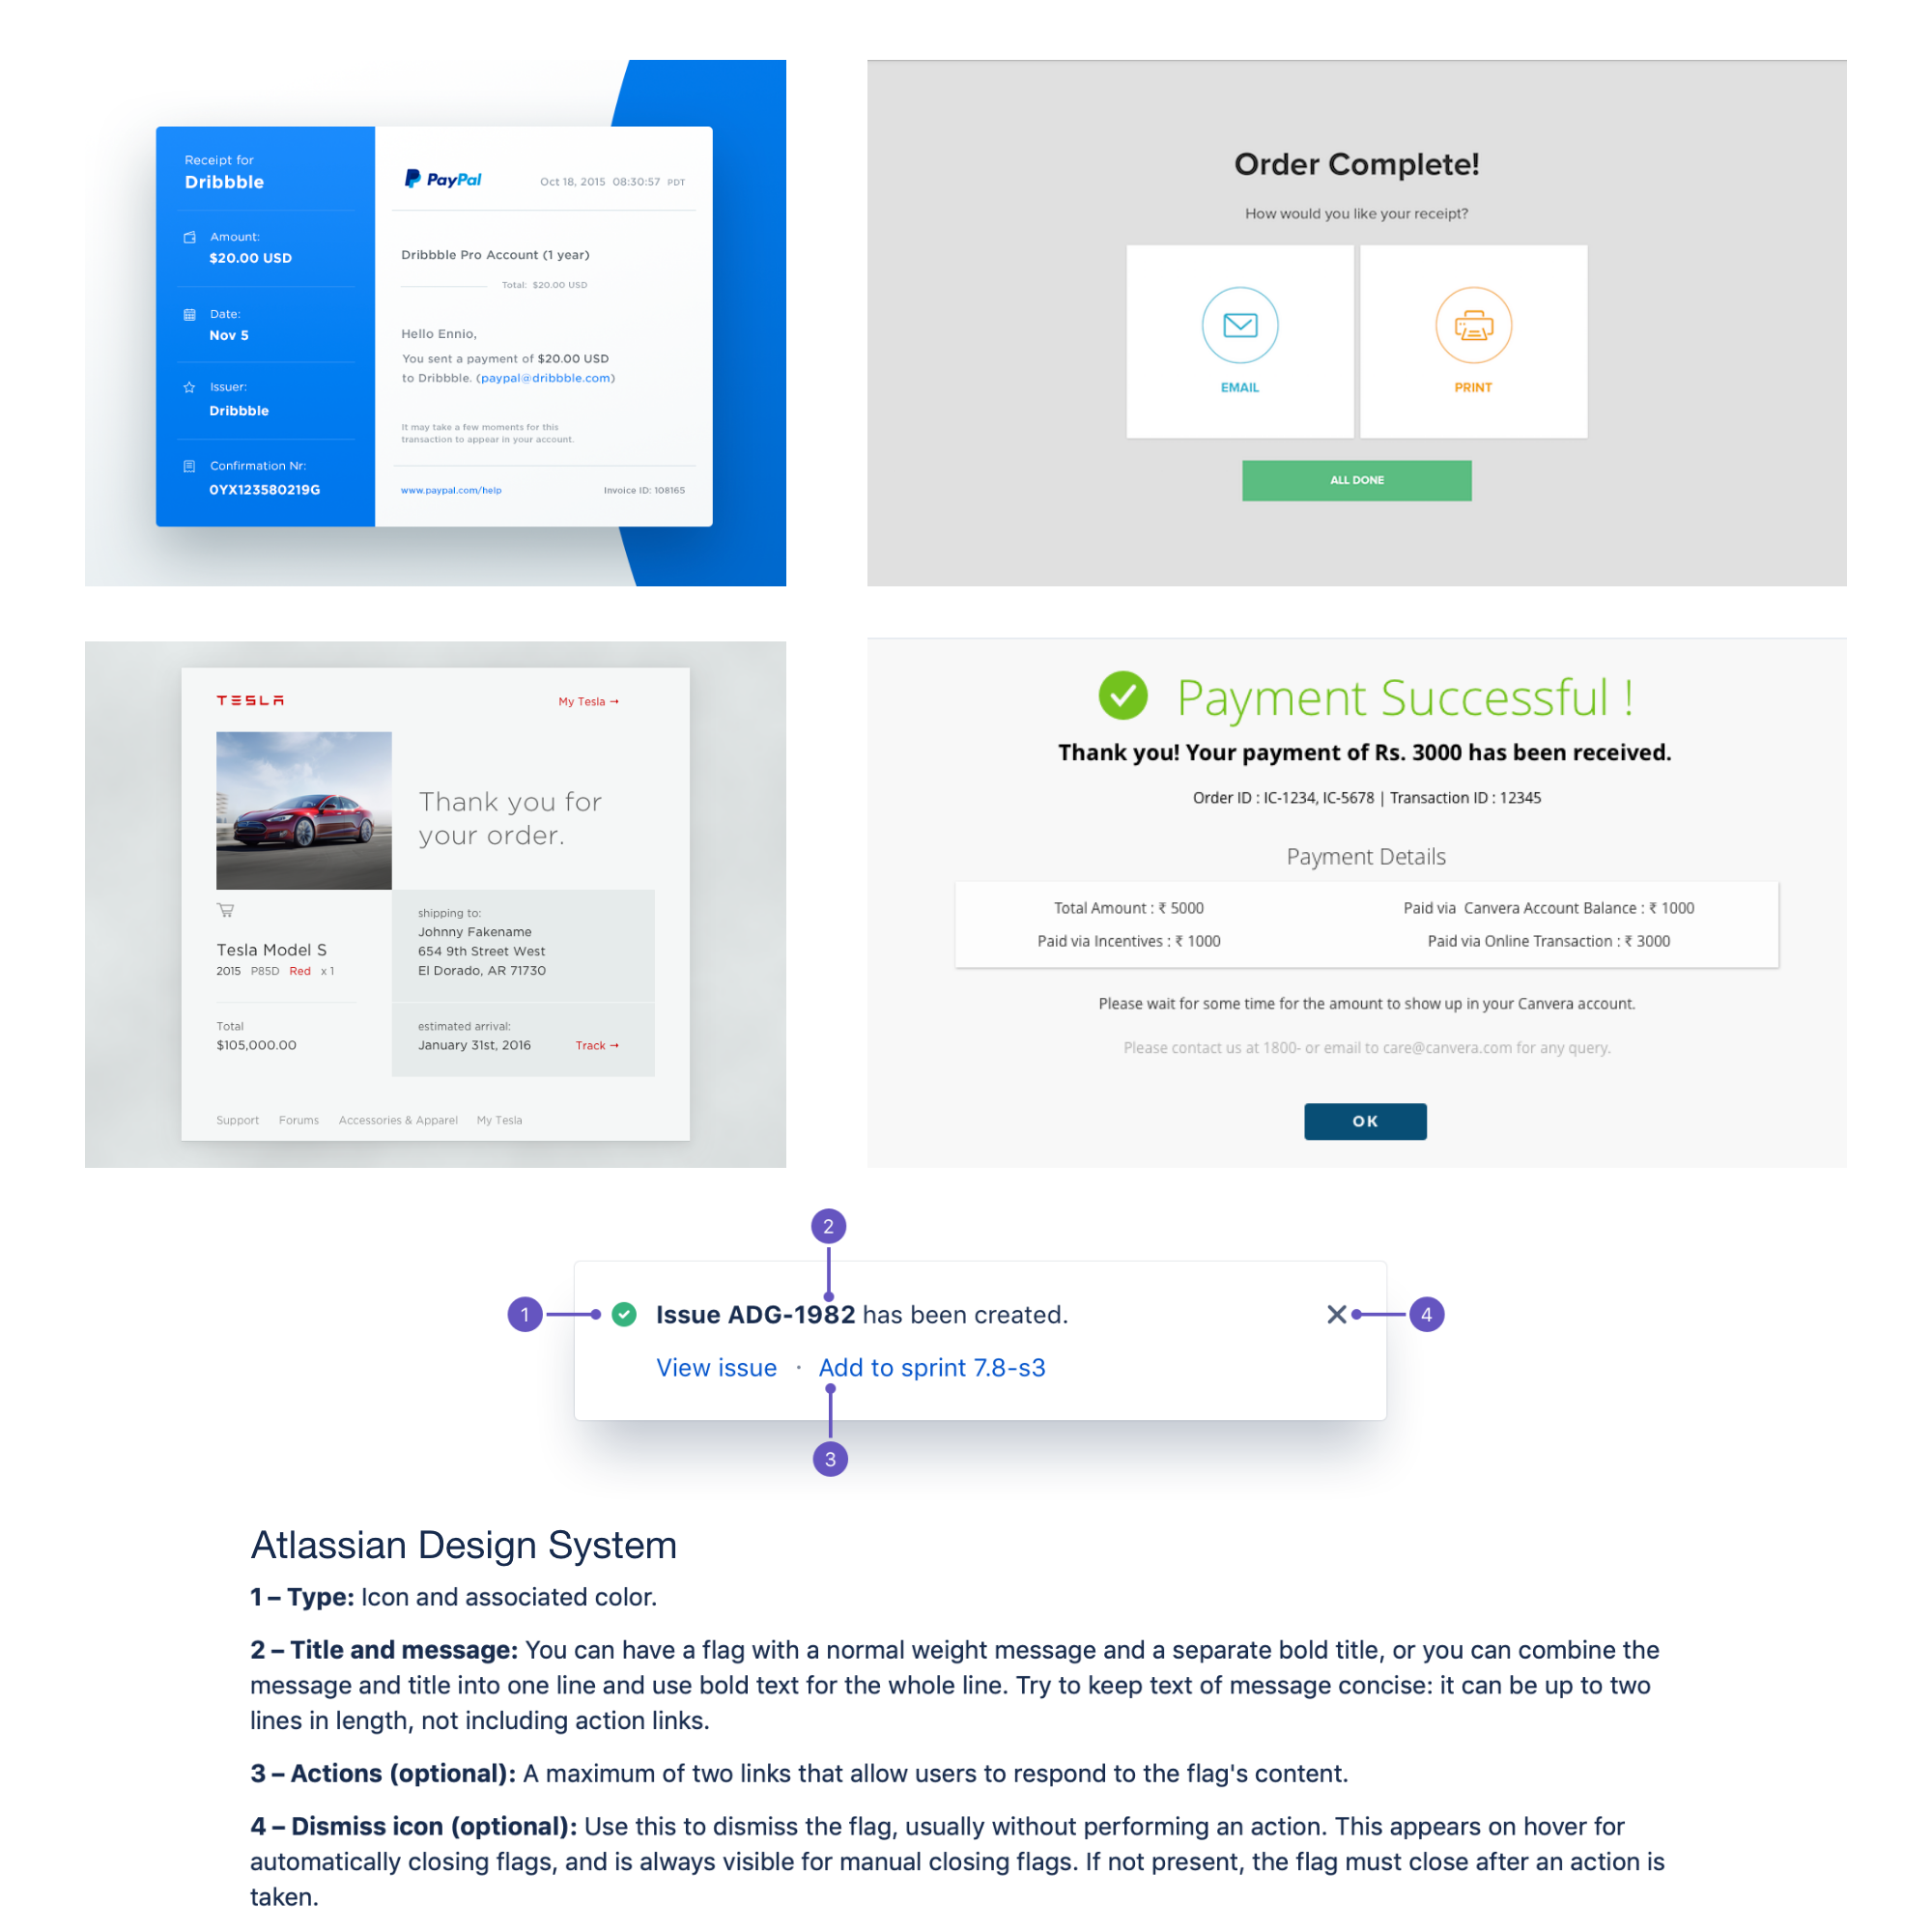 Receipt for
Dribbble
Amount:
$20.00 USD
Date:
Nov 5
Issuer:
Dribbble
Confirmation Nr:
0YX123580219G
PayPal
Oct 18, 2015 08:30:57 PDT
Dribbble Pro Account (1 year)
Total: $20.00 USD
Hello Ennio,
You sent a payment of $20.00 USD
to Dribbble. (paypal@dribbble.com)
It may take a few moments for this
transaction to appear in your account.
www.paypal.com/help
Invoice ID: 108165
Order Complete!
How would you like your receipt?
EMAIL
PRINT
ALL DONE
TESLA
My Tesla →
Thank you for
your order.
Tesla Model S
2015 P85D Red x 1
Total
$105,000.00
shipping to:
Johnny Fakename
654 9th Street West
El Dorado, AR 71730
estimated arrival:
January 31st, 2016
Track →
Support Forums Accessories & Apparel My Tesla
Payment Successful !
Thank you! Your payment of Rs. 3000 has been received.
Order ID : IC-1234, IC-5678 | Transaction ID : 12345
Payment Details
Total Amount : ₹ 5000
Paid via Canvera Account Balance : ₹ 1000
Paid via Incentives : ₹ 1000
Paid via Online Transaction : ₹ 3000
Please wait for some time for the amount to show up in your Canvera account.
Please contact us at 1800- or email to care@canvera.com for any query.
OK
2
1
Issue ADG-1982 has been created.
4
View issue · Add to sprint 7.8-s3
3
Atlassian Design System
1 – Type: Icon and associated color.
2 – Title and message: You can have a flag with a normal weight message and a separate bold title, or you can combine the
message and title into one line and use bold text for the whole line. Try to keep text of message concise: it can be up to two
lines in length, not including action links.
3 – Actions (optional): A maximum of two links that allow users to respond to the flag's content.
4 – Dismiss icon (optional): Use this to dismiss the flag, usually without performing an action. This appears on hover for
automatically closing flags, and is always visible for manual closing flags. If not present, the flag must close after an action is
taken.